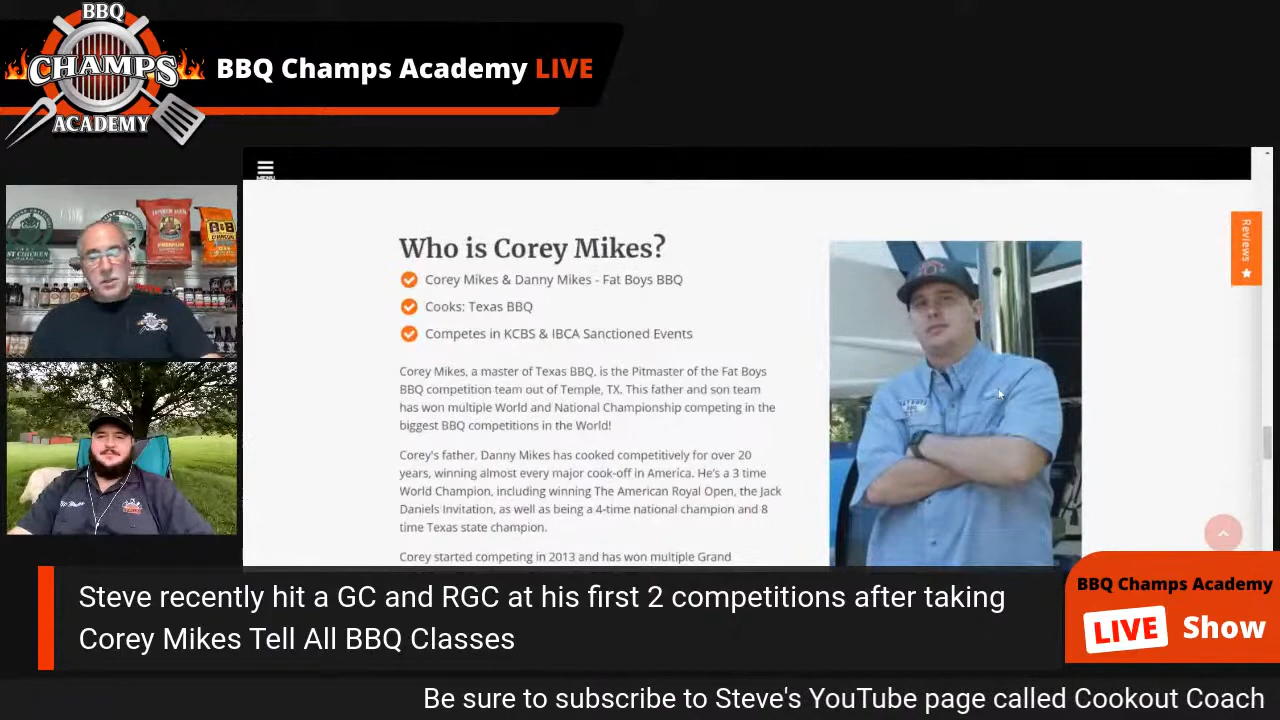 BBQ
CHAMPS
ACADEMY
BBQ Champs Academy LIVE
MENU
Who is Corey Mikes?
Corey Mikes & Danny Mikes - Fat Boys BBQ
Cooks: Texas BBQ
Competes in KCBS & IBCA Sanctioned Events
Corey Mikes, a master of Texas BBQ, is the Pitmaster of the Fat Boys
BBQ competition team out of Temple, TX. This father and son team
has won multiple World and National Championship competing in the
biggest BBQ competitions in the World!
Corey's father, Danny Mikes has cooked competitively for over 20
years, winning almost every major cook-off in America. He's a 3 time
World Champion, including winning The American Royal Open, the Jack
Daniels Invitation, as well as being a 4-time national champion and 8
time Texas state champion.
Corey started competing in 2013 and has won multiple Grand
Reviews
Steve recently hit a GC and RGC at his first 2 competitions after taking
Corey Mikes Tell All BBQ Classes
BBQ Champs Academy
LIVE Show
Be sure to subscribe to Steve's YouTube page called Cookout Coach